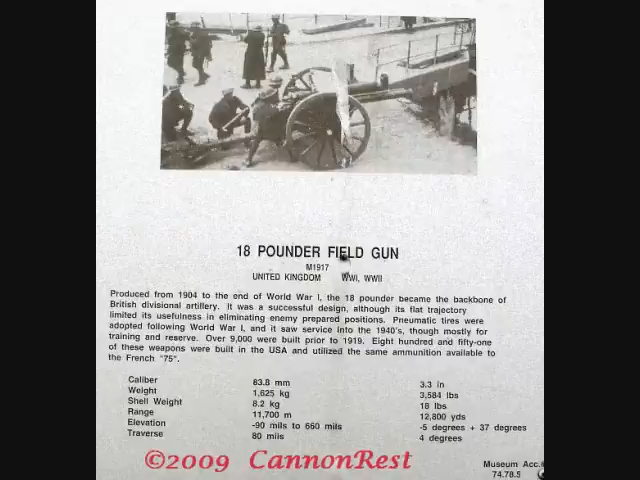 18 POUNDER FIELD GUN
M1917
UNITED KINGDOM WWI, WWII
Produced from 1904 to the end of World War I, the 18 pounder became the backbone of
British divisional artillery. It was a successful design, although its flat trajectory
limited its usefulness in eliminating enemy prepared positions. Pneumatic tires were
adopted following World War I, and it saw service into the 1940's, though mostly for
training and reserve. Over 9,000 were built prior to 1919. Eight hundred and fifty-one
of these weapons were built in the USA and utilized the same ammunition available to
the French "75".
Caliber 83.8 mm 3.3 in
Weight 1,625 kg 3,584 lbs
Shell Weight 8.2 kg 18 lbs
Range 11,700 m 12,800 yds
Elevation -90 mils to 660 mils -5 degrees + 37 degrees
Traverse 80 mils 4 degrees
©2009 CannonRest
Museum Acc.
74.78.5